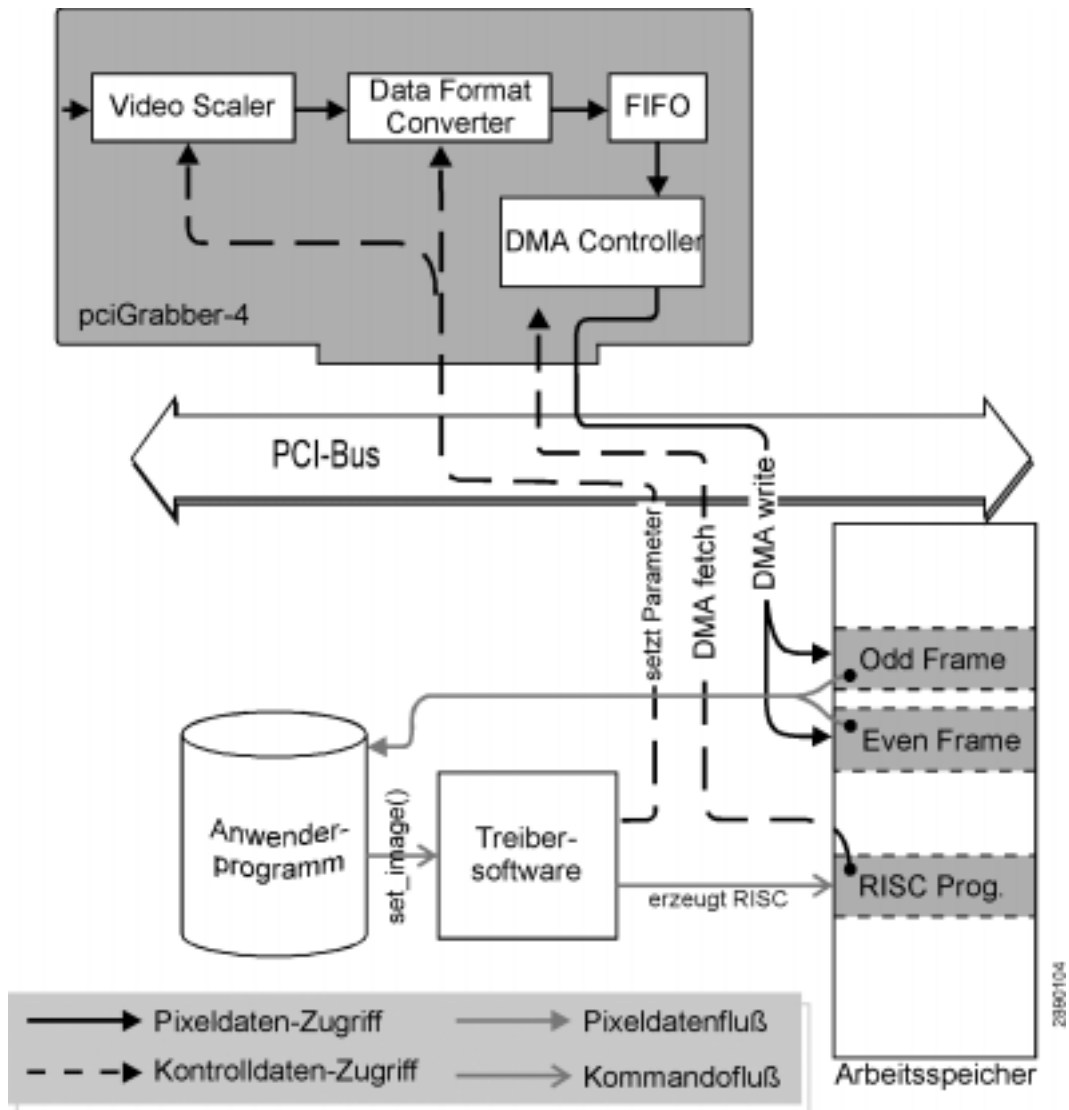 Video Scaler
Data Format
Converter
FIFO
DMA Controller
pciGrabber-4
PCI-Bus
setzt Parameter
DMA fetch
DMA write
Odd Frame
Even Frame
RISC Prog.
Anwender-
programm
set_image()
Treiber-
software
erzeugt RISC
Pixeldaten-Zugriff
Pixeldatenfluß
Kontrolldaten-Zugriff
Kommandofluß
Arbeitsspeicher
2890104